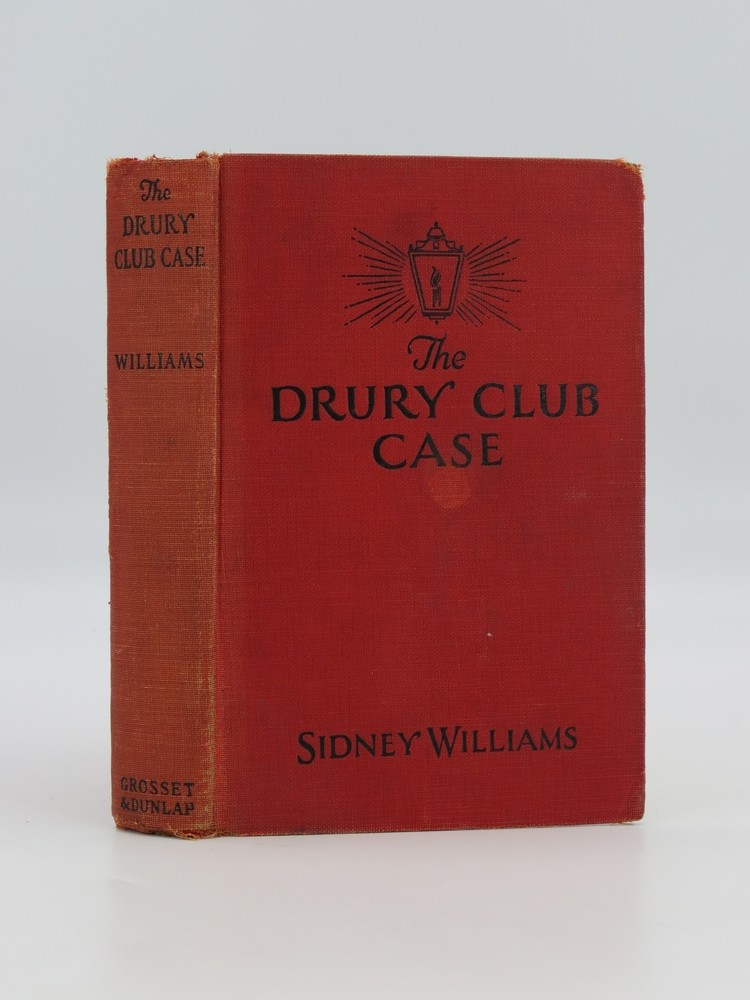 The
DRURY
CLUB CASE
WILLIAMS
GROSSET
&DUNLAP
The
DRURY CLUB
CASE
SIDNEY WILLIAMS